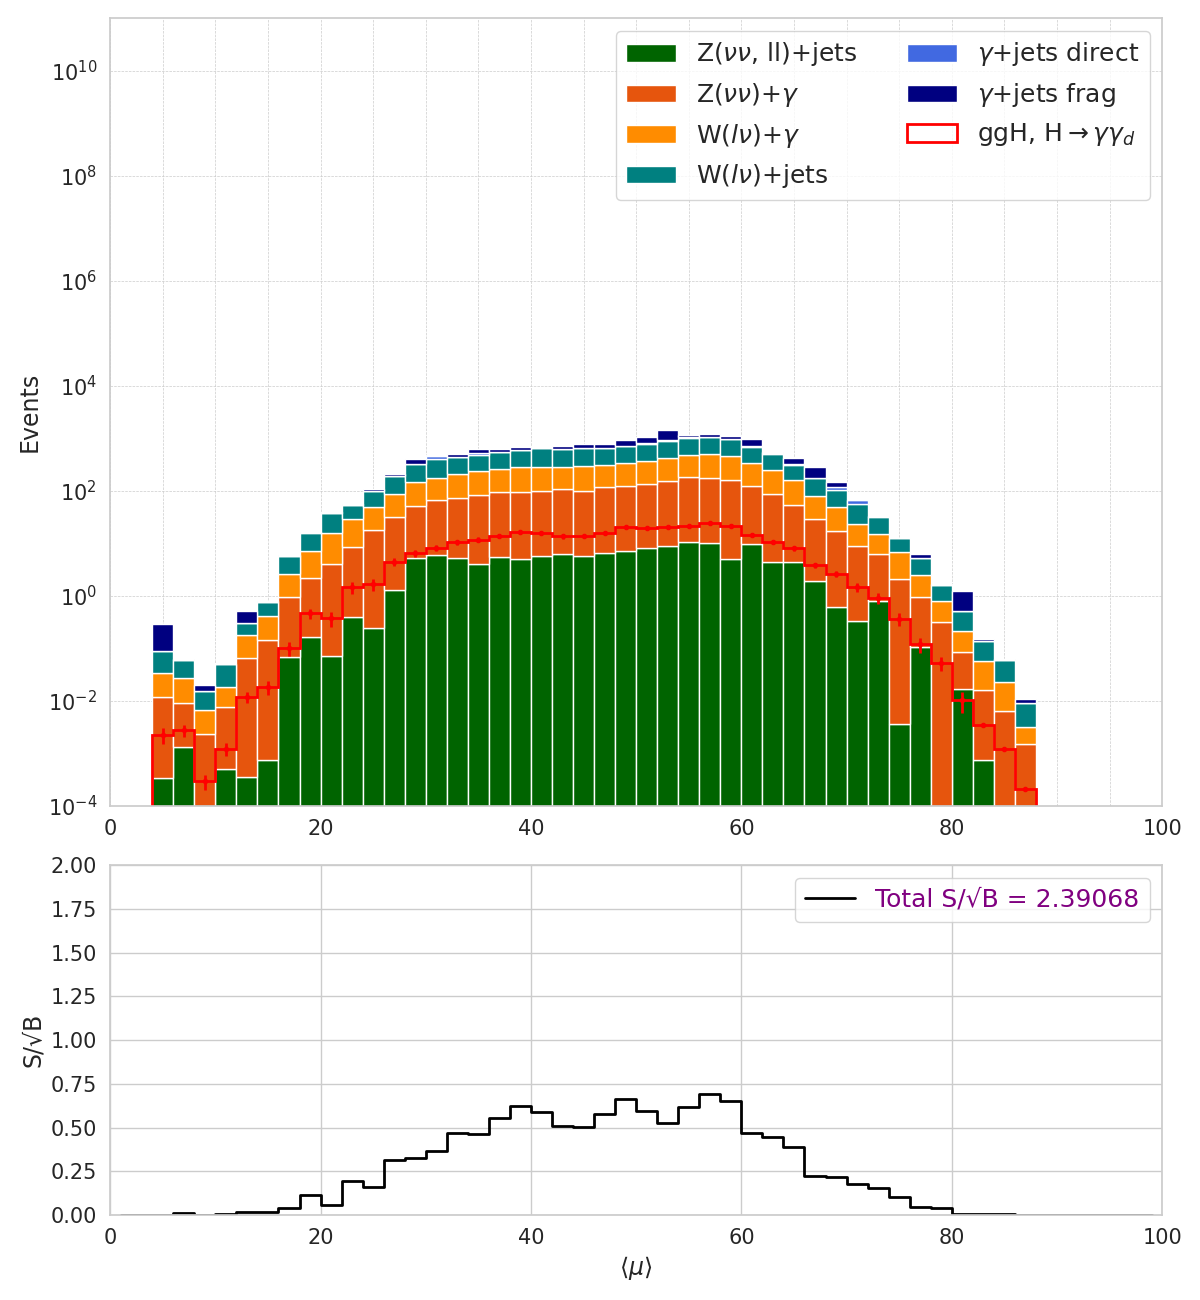 Z(νν, ll)+jets
Z(νν)+γ
W(lν)+γ
W(lν)+jets
γ+jets direct
γ+jets frag
ggH, H→γγ_d
Events
10^10
10^8
10^6
10^4
10^2
10^0
10^−2
10^−4
0 20 40 60 80 100
Total S/√B = 2.39068
S/√B
2.00
1.75
1.50
1.25
1.00
0.75
0.50
0.25
0.00
0 20 40 60 80 100
⟨μ⟩